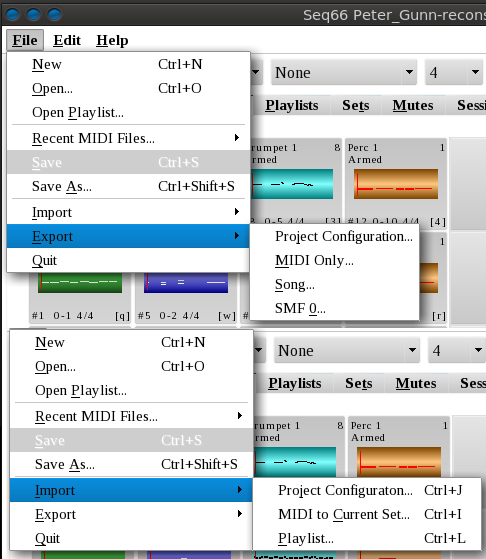 Seq66 Peter_Gunn-recons
File Edit Help
New Ctrl+N
None 4
Open... Ctrl+O
Open Playlist...
Playlists Sets Mutes Sessi
Recent MIDI Files...
rumpet 1 8 Perc 1 1
Armed Armed
Save Ctrl+S
Save As... Ctrl+Shift+S
Import
0-5 4/4 [3] #12 0-10 4/4 [4]
Export
Project Configuration...
Quit
MIDI Only...
Song...
SMF 0...
#1 0-1 4/4 [q] #5 0-2 4/4 [w] [r]
New Ctrl+N
None 4
Open... Ctrl+O
Open Playlist...
Playlists Sets Mutes Sess
Recent MIDI Files...
rumpet 1 8 Perc 1 1
rmed Armed
Save Ctrl+S
Save As... Ctrl+Shift+S
Import
Project Configuraton... Ctrl+J
Export
MIDI to Current Set... Ctrl+I
Quit
Playlist... Ctrl+L